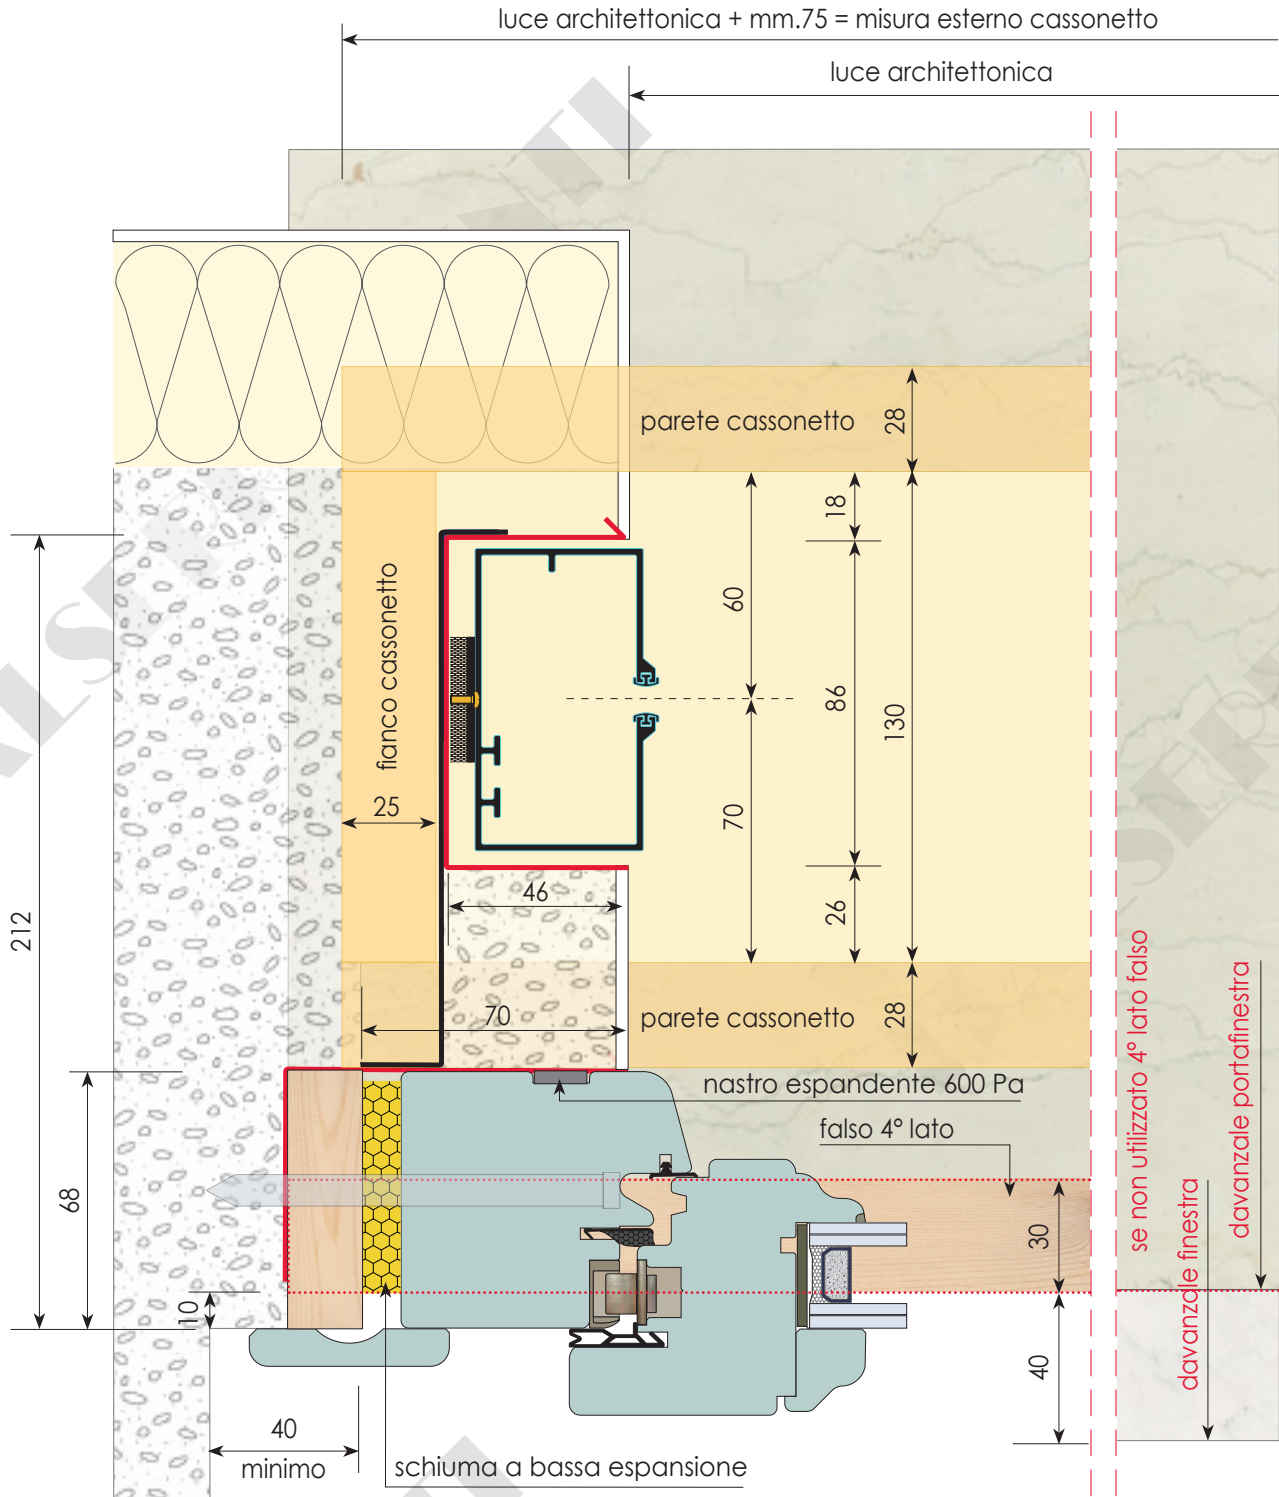 luce architettonica + mm.75 = misura esterno cassonetto
luce architettonica
parete cassonetto
28
18
60
86
130
fianco cassonetto
25
70
46
26
212
70
parete cassonetto
28
nastro espandente 600 Pa
falso 4° lato
68
10
30
40
se non utilizzato 4° lato falso
davanzale finestra
davanzale portafinestra
40
minimo
schiuma a bassa espansione